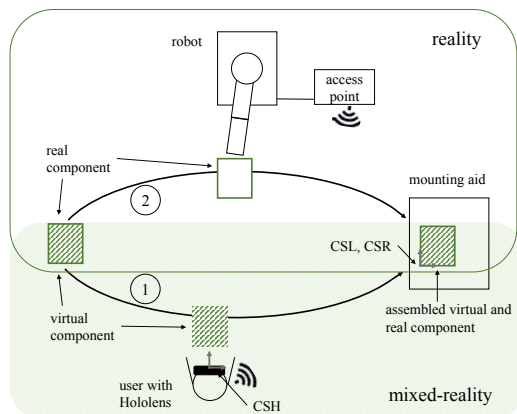 reality
robot
access
point
real
component
2
mounting aid
CSL, CSR
1
virtual
component
assembled virtual and
real component
user with
Hololens
CSH
mixed-reality